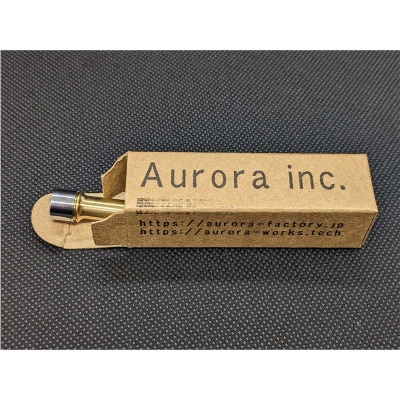 Aurora inc.
https://aurora-factory.jp
https://aurora-works.tech